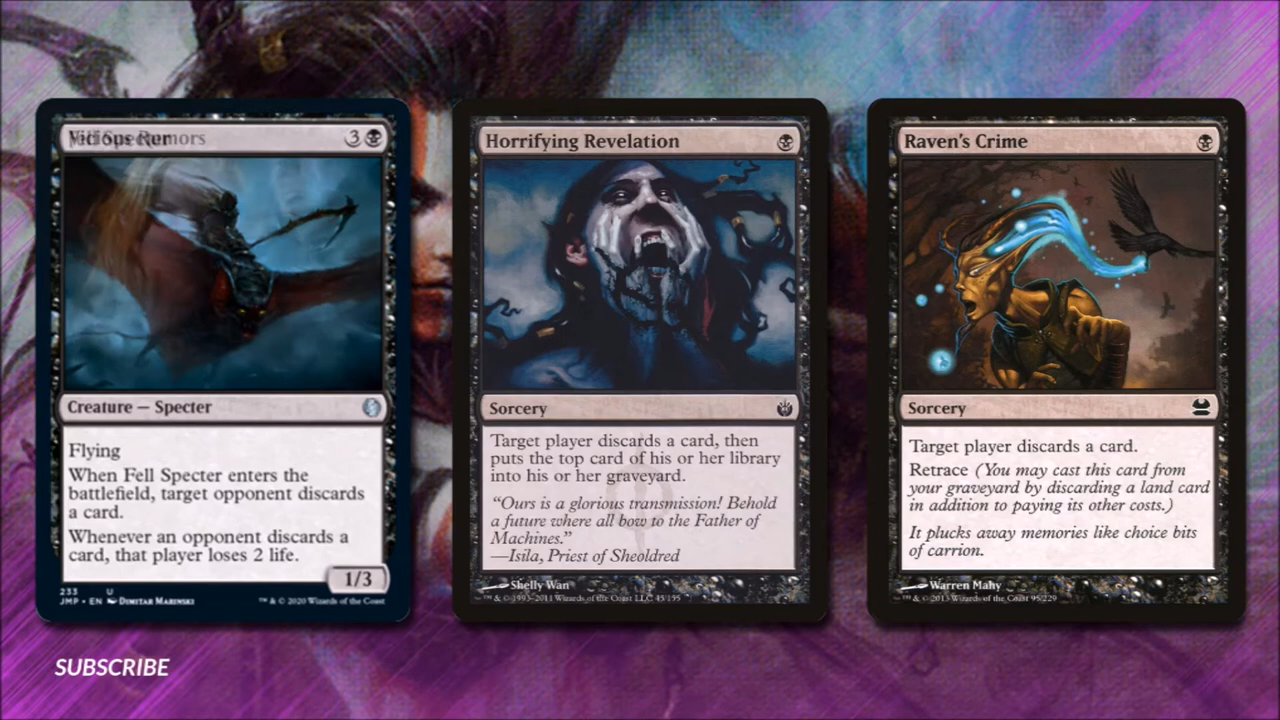 3
Creature — Specter
Flying
When Fell Specter enters the
battlefield, target opponent discards
a card.
Whenever an opponent discards a
card, that player loses 2 life.
1/3
233 U
JMP • EN Dimitar Marinski ™ & © 2020 Wizards of the Coast
Horrifying Revelation
Sorcery
Target player discards a card, then
puts the top card of his or her library
into his or her graveyard.
“Ours is a glorious transmission! Behold
a future where all bow to the Father of
Machines.”
—Isila, Priest of Sheoldred
Shelly Wan
™ & © 1993–2011 Wizards of the Coast LLC 45/155
Raven's Crime
Sorcery
Target player discards a card.
Retrace (You may cast this card from
your graveyard by discarding a land card
in addition to paying its other costs.)
It plucks away memories like choice bits
of carrion.
Warren Mahy
™ & © 2013 Wizards of the Coast 95/229
SUBSCRIBE